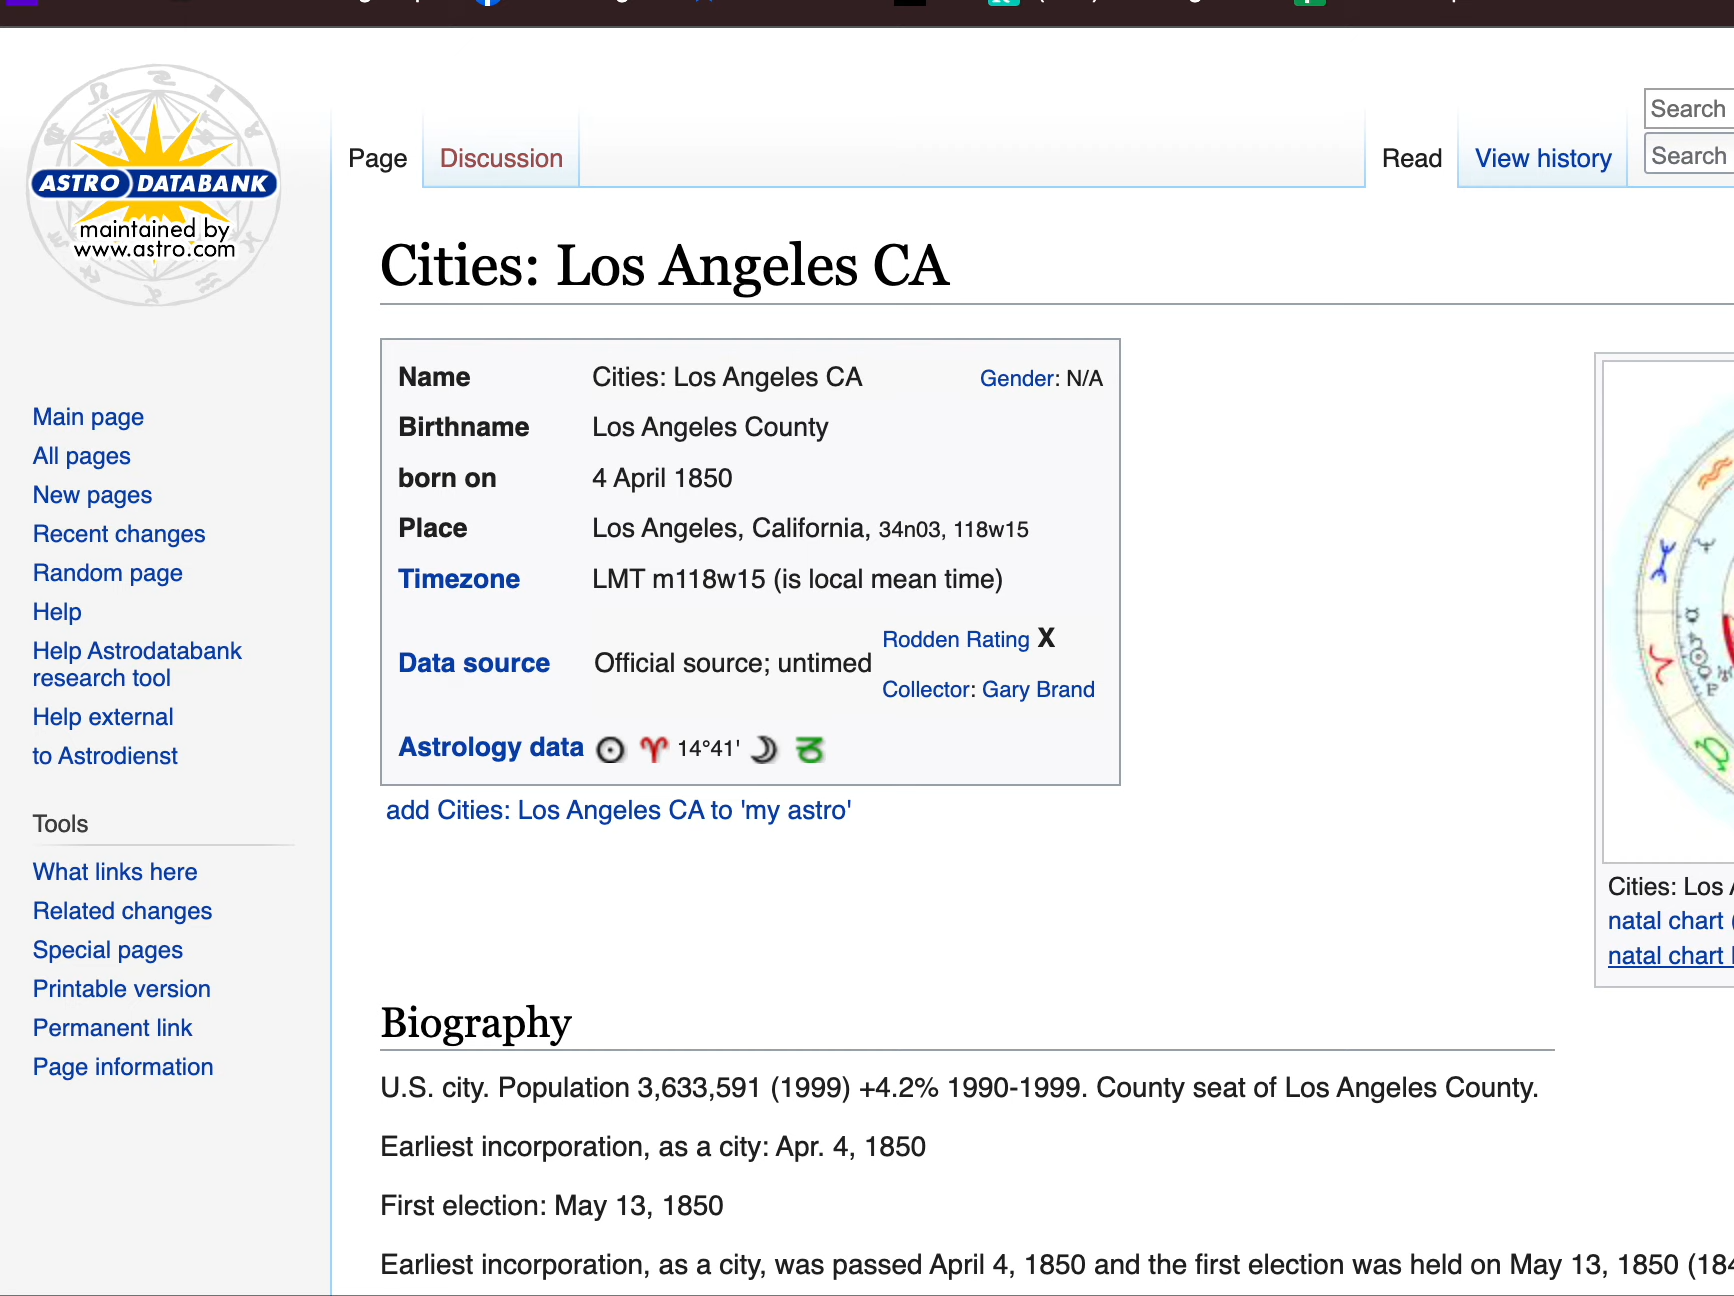 ASTRO DATABANK
maintained by
www.astro.com
Page
Discussion
Read
View history
Search
Search
Cities: Los Angeles CA
Name Cities: Los Angeles CA Gender: N/A
Birthname Los Angeles County
born on 4 April 1850
Place Los Angeles, California, 34n03, 118w15
Timezone LMT m118w15 (is local mean time)
Data source Official source; untimed
Rodden Rating X
Collector: Gary Brand
Astrology data ☉ ♈ 14°41' ☽ ♉
add Cities: Los Angeles CA to 'my astro'
Cities: Los
natal chart
natal chart
Main page
All pages
New pages
Recent changes
Random page
Help
Help Astrodatabank
research tool
Help external
to Astrodienst
Tools
What links here
Related changes
Special pages
Printable version
Permanent link
Page information
Biography
U.S. city. Population 3,633,591 (1999) +4.2% 1990-1999. County seat of Los Angeles County.
Earliest incorporation, as a city: Apr. 4, 1850
First election: May 13, 1850
Earliest incorporation, as a city, was passed April 4, 1850 and the first election was held on May 13, 1850 (184